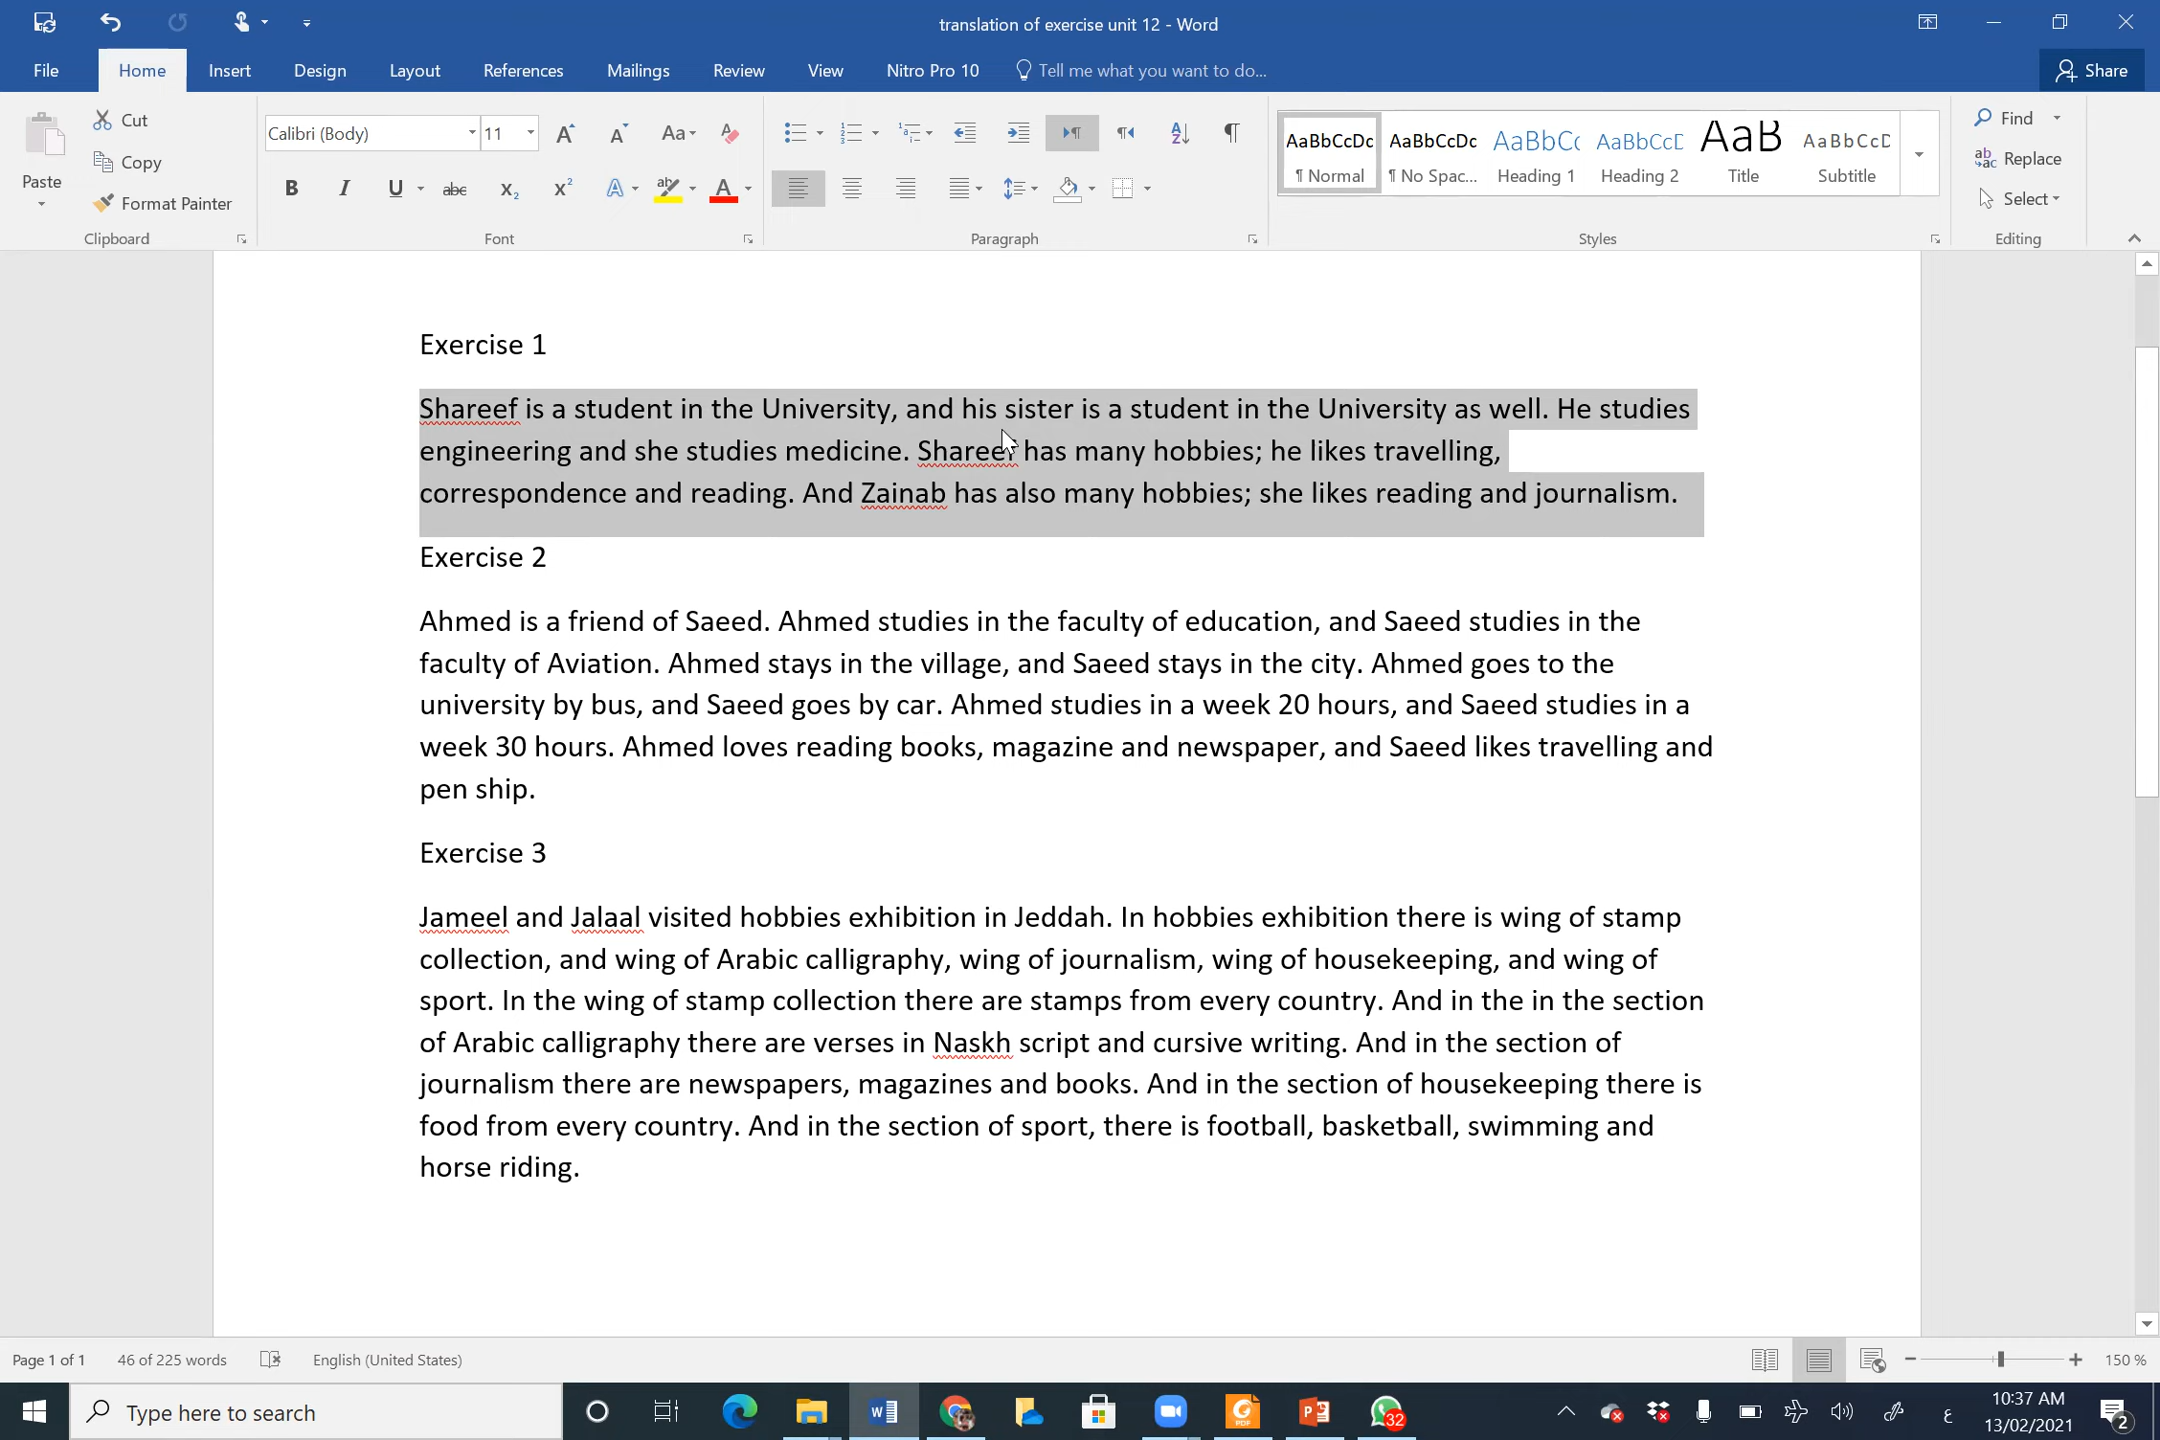 translation of exercise unit 12 - Word
File Home Insert Design Layout References Mailings Review View Nitro Pro 10 Tell me what you want to do... Share
Paste
Cut
Copy
Format Painter
Clipboard
Calibri (Body) 11
Font
Paragraph
AaBbCcDc AaBbCcDc AaBbCc AaBbCcD AaB AaBbCcD
¶ Normal ¶ No Spac... Heading 1 Heading 2 Title Subtitle
Styles
Find
Replace
Select
Editing
Exercise 1
Shareef is a student in the University, and his sister is a student in the University as well. He studies
engineering and she studies medicine. Shareef has many hobbies; he likes travelling,
correspondence and reading. And Zainab has also many hobbies; she likes reading and journalism.
Exercise 2
Ahmed is a friend of Saeed. Ahmed studies in the faculty of education, and Saeed studies in the
faculty of Aviation. Ahmed stays in the village, and Saeed stays in the city. Ahmed goes to the
university by bus, and Saeed goes by car. Ahmed studies in a week 20 hours, and Saeed studies in a
week 30 hours. Ahmed loves reading books, magazine and newspaper, and Saeed likes travelling and
pen ship.
Exercise 3
Jameel and Jalaal visited hobbies exhibition in Jeddah. In hobbies exhibition there is wing of stamp
collection, and wing of Arabic calligraphy, wing of journalism, wing of housekeeping, and wing of
sport. In the wing of stamp collection there are stamps from every country. And in the in the section
of Arabic calligraphy there are verses in Naskh script and cursive writing. And in the section of
journalism there are newspapers, magazines and books. And in the section of housekeeping there is
food from every country. And in the section of sport, there is football, basketball, swimming and
horse riding.
Page 1 of 1 46 of 225 words English (United States) 150 %
Type here to search
32
ع
10:37 AM
13/02/2021
2